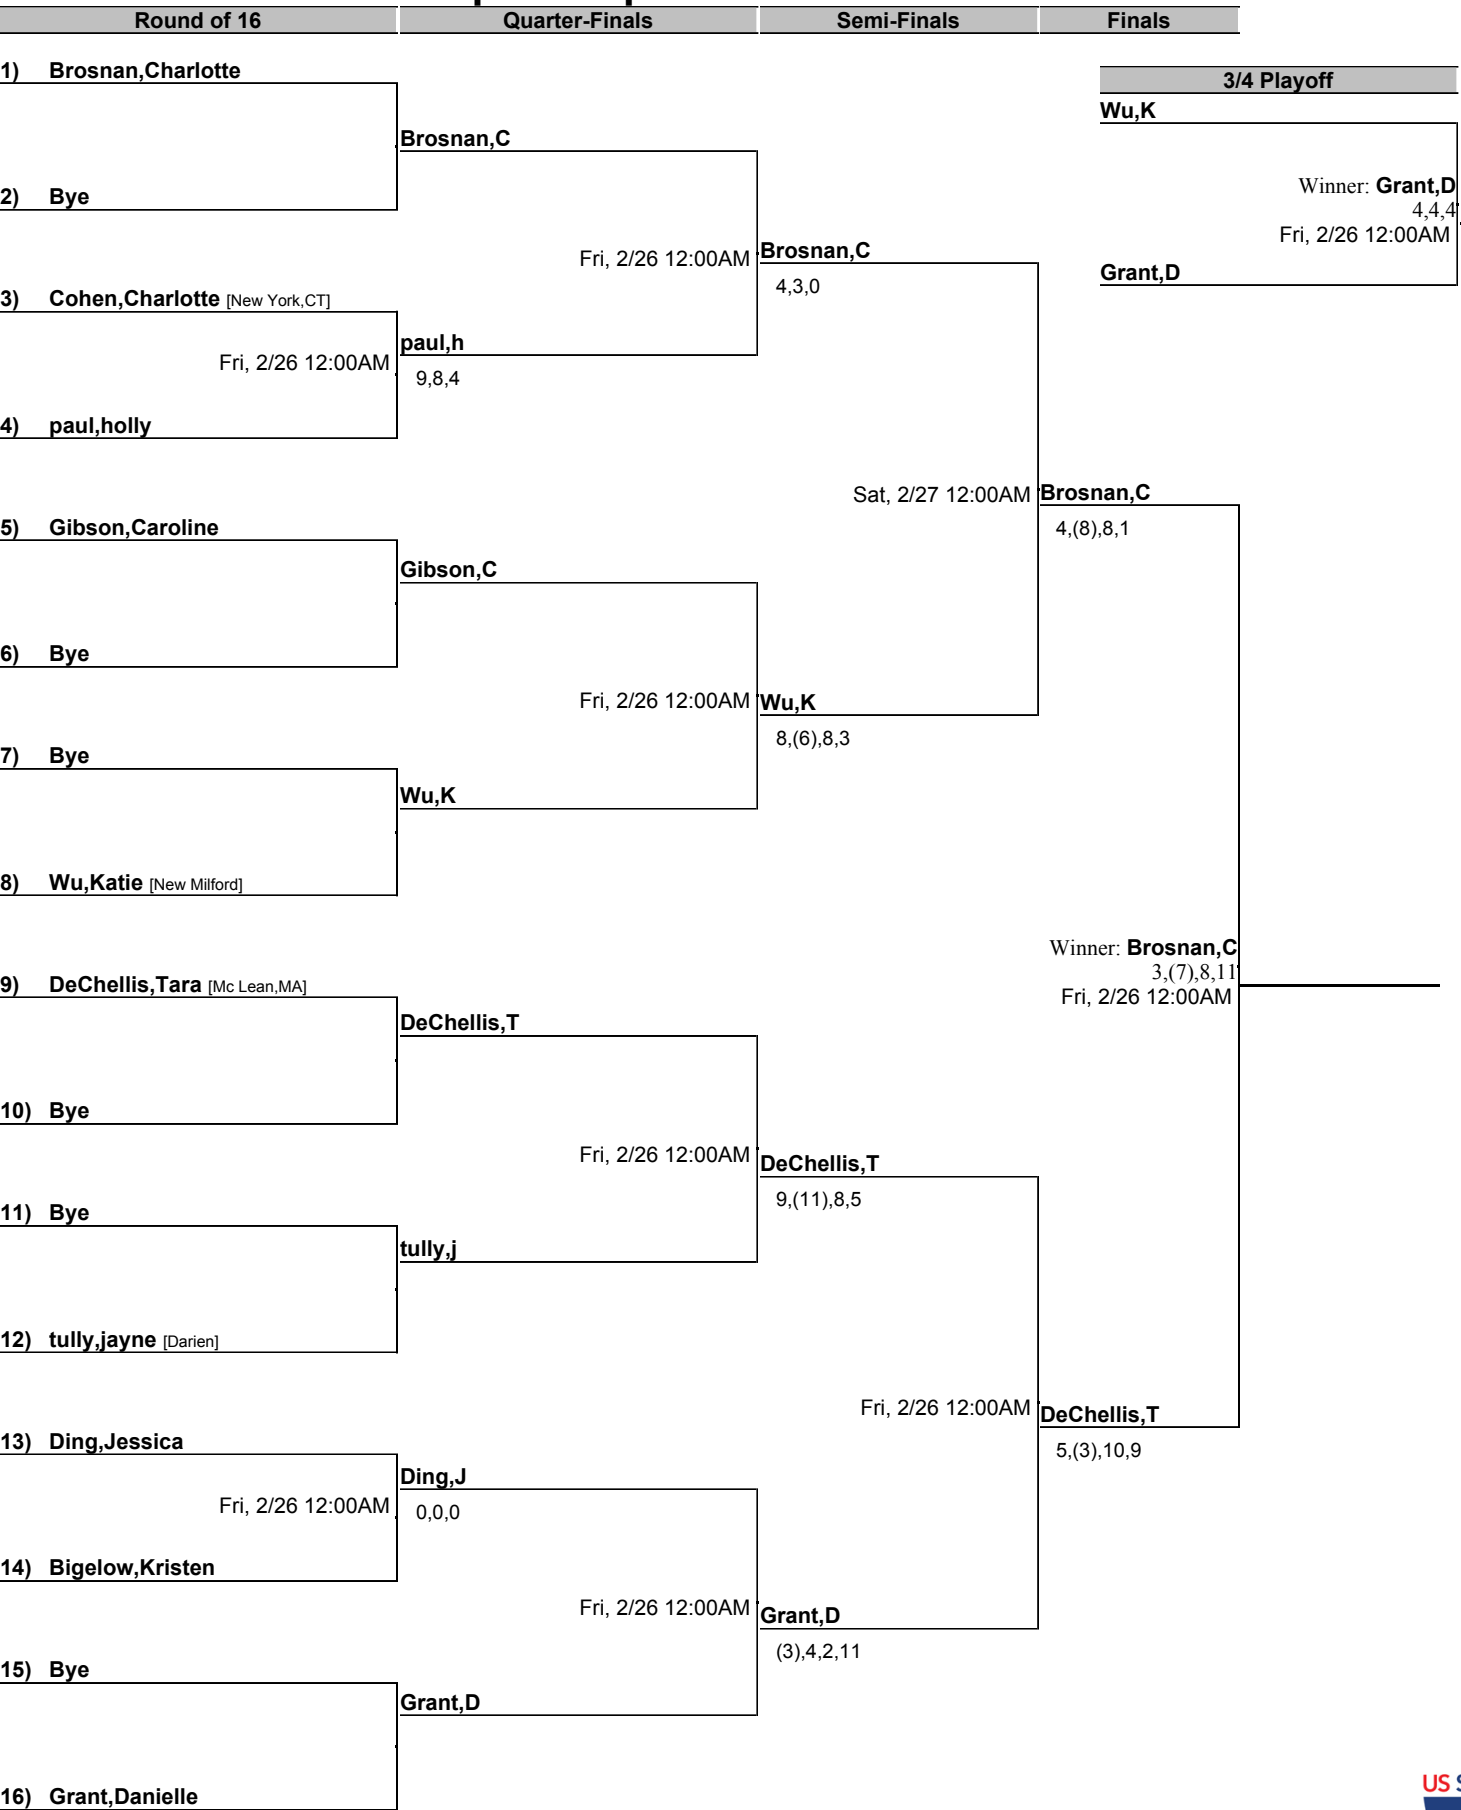 Round of 16 Quarter-Finals Semi-Finals Finals
1) Brosnan,Charlotte
3/4 Playoff
Wu,K
Brosnan,C
2) Bye
Winner: Grant,D
4,4,4
Fri, 2/26 12:00AM
Fri, 2/26 12:00AM
Brosnan,C
4,3,0
Grant,D
3) Cohen,Charlotte [New York,CT]
paul,h
Fri, 2/26 12:00AM
9,8,4
4) paul,holly
Sat, 2/27 12:00AM
Brosnan,C
4,(8),8,1
5) Gibson,Caroline
Gibson,C
6) Bye
Fri, 2/26 12:00AM
Wu,K
8,(6),8,3
7) Bye
Wu,K
8) Wu,Katie [New Milford]
Winner: Brosnan,C
3,(7),8,11
Fri, 2/26 12:00AM
9) DeChellis,Tara [Mc Lean,MA]
DeChellis,T
10) Bye
Fri, 2/26 12:00AM
DeChellis,T
9,(11),8,5
11) Bye
tully,j
12) tully,jayne [Darien]
Fri, 2/26 12:00AM
DeChellis,T
5,(3),10,9
13) Ding,Jessica
Ding,J
Fri, 2/26 12:00AM
0,0,0
14) Bigelow,Kristen
Fri, 2/26 12:00AM
Grant,D
(3),4,2,11
15) Bye
Grant,D
16) Grant,Danielle
US